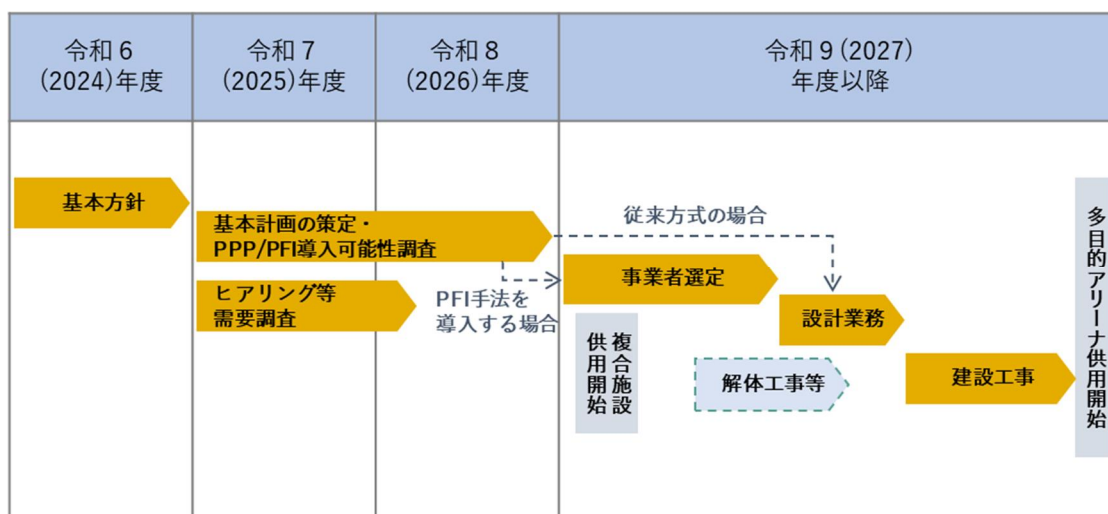 令和６
(2024)年度
令和７
(2025)年度
令和８
(2026)年度
令和９(2027)
年度以降
基本方針
基本計画の策定・
PPP/PFI導入可能性調査
ヒアリング等
需要調査
従来方式の場合
PFI手法を
導入する場合
事業者選定
設計業務
複合施設
供用開始
解体工事等
建設工事
多目的アリーナ供用開始